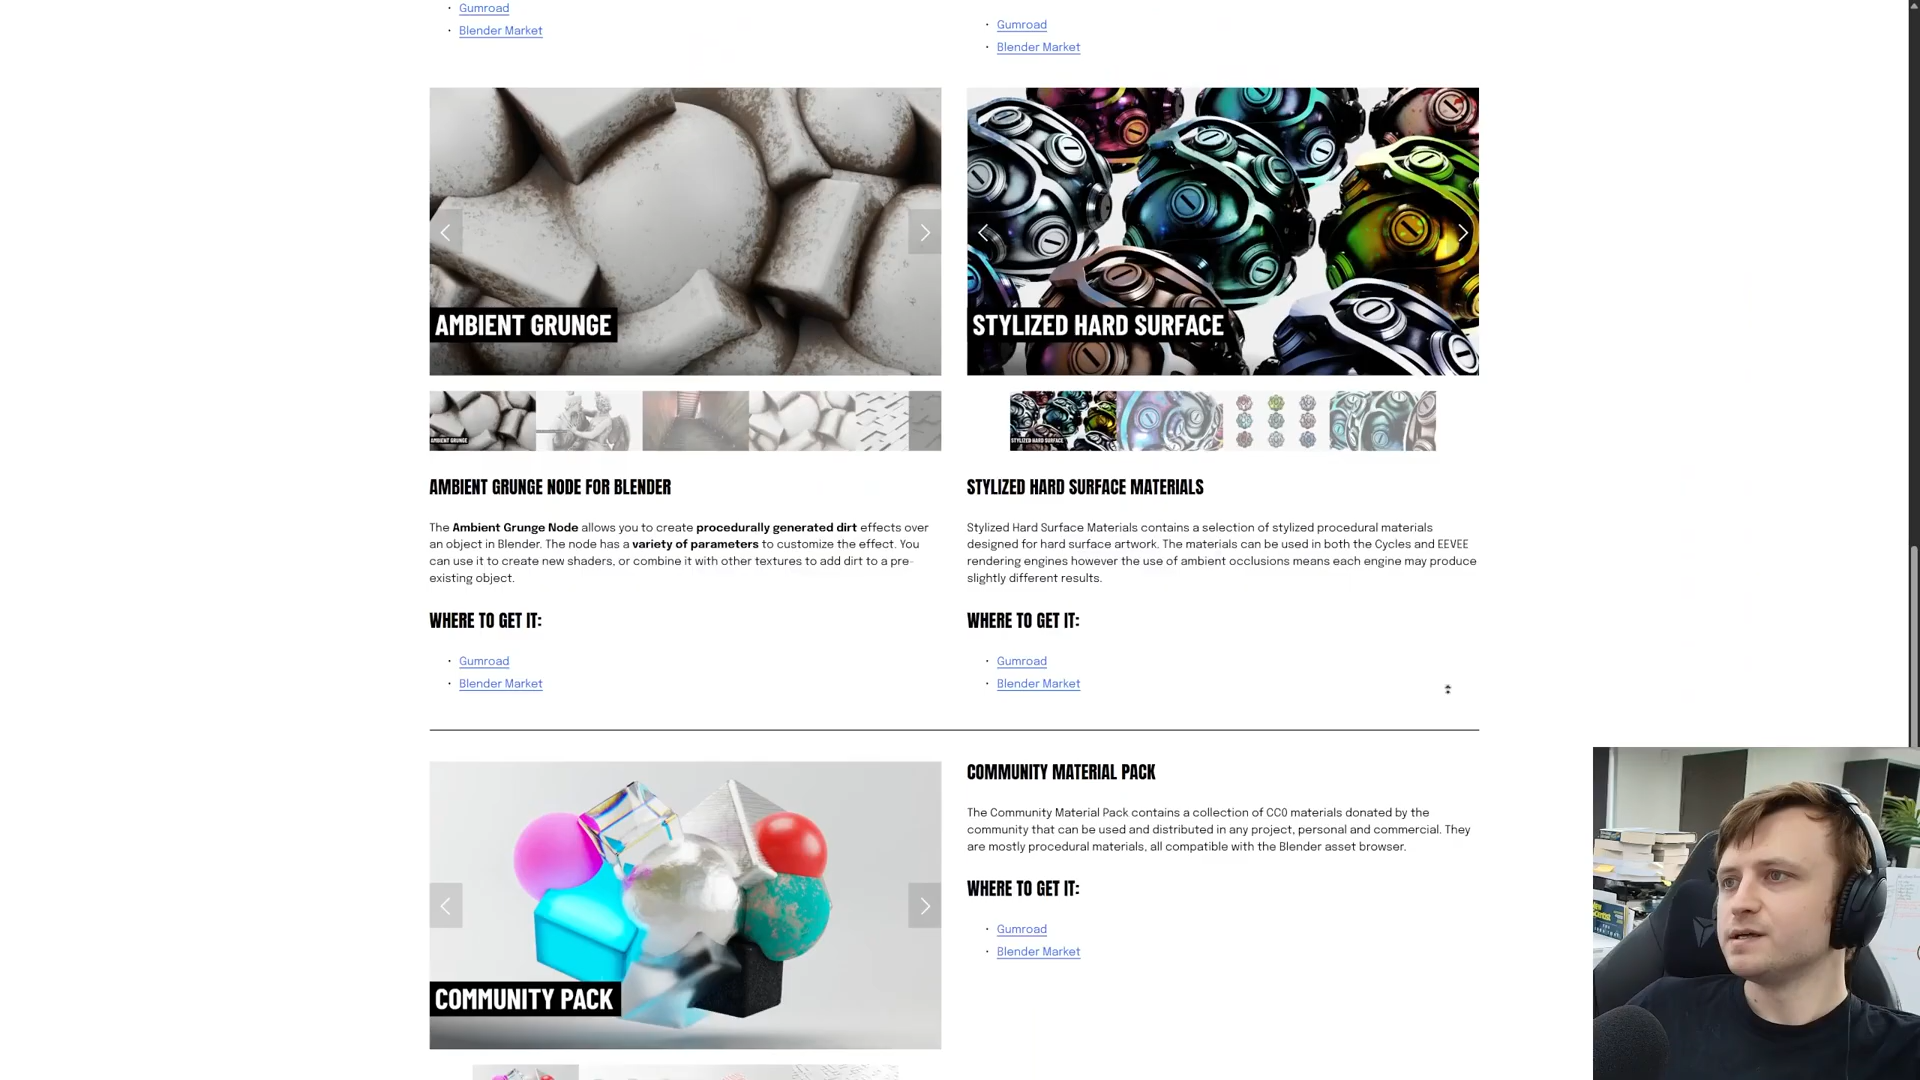 • Gumroad
• Blender Market
• Gumroad
• Blender Market
AMBIENT GRUNGE
STYLIZED HARD SURFACE
AMBIENT GRUNGE
STYLIZED HARD SURFACE
AMBIENT GRUNGE NODE FOR BLENDER
The Ambient Grunge Node allows you to create procedurally generated dirt effects over
an object in Blender. The node has a variety of parameters to customize the effect. You
can use it to create new shaders, or combine it with other textures to add dirt to a pre-
existing object.
WHERE TO GET IT:
• Gumroad
• Blender Market
STYLIZED HARD SURFACE MATERIALS
Stylized Hard Surface Materials contains a selection of stylized procedural materials
designed for hard surface artwork. The materials can be used in both the Cycles and EEVEE
rendering engines however the use of ambient occlusions means each engine may produce
slightly different results.
WHERE TO GET IT:
• Gumroad
• Blender Market
COMMUNITY PACK
COMMUNITY MATERIAL PACK
The Community Material Pack contains a collection of CC0 materials donated by the
community that can be used and distributed in any project, personal and commercial. They
are mostly procedural materials, all compatible with the Blender asset browser.
WHERE TO GET IT:
• Gumroad
• Blender Market